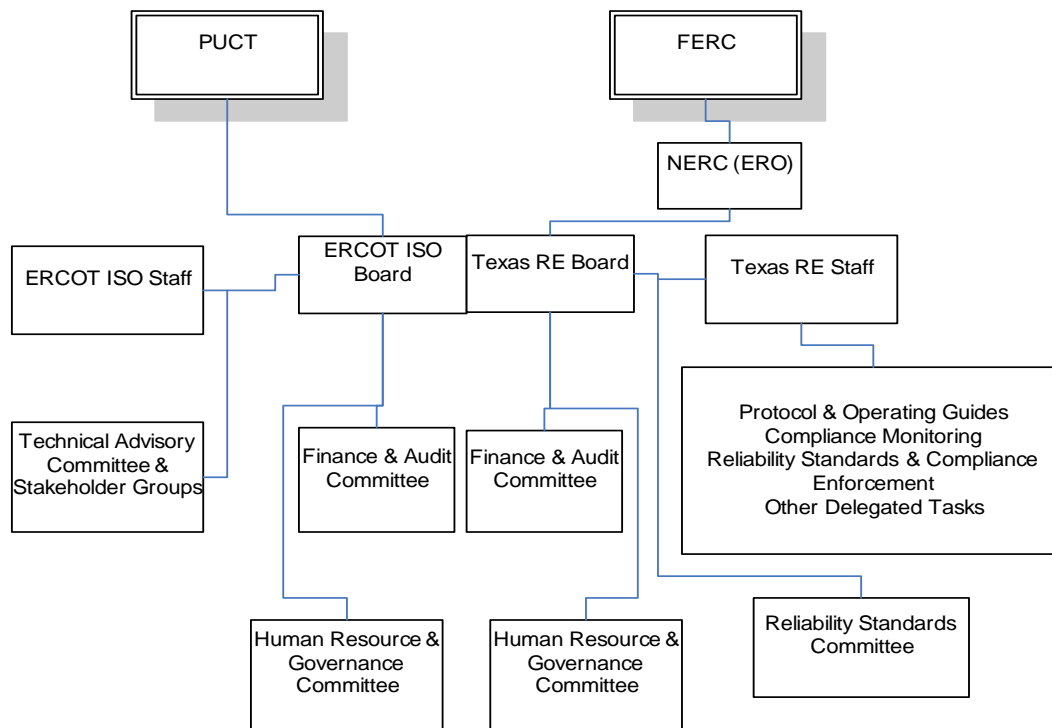 PUCT
FERC
NERC (ERO)
ERCOT ISO Staff
ERCOT ISO
Board
Texas RE Board
Texas RE Staff
Technical Advisory
Committee &
Stakeholder Groups
Finance & Audit
Committee
Finance & Audit
Committee
Protocol & Operating Guides
Compliance Monitoring
Reliability Standards & Compliance
Enforcement
Other Delegated Tasks
Human Resource &
Governance
Committee
Human Resource &
Governance
Committee
Reliability Standards
Committee